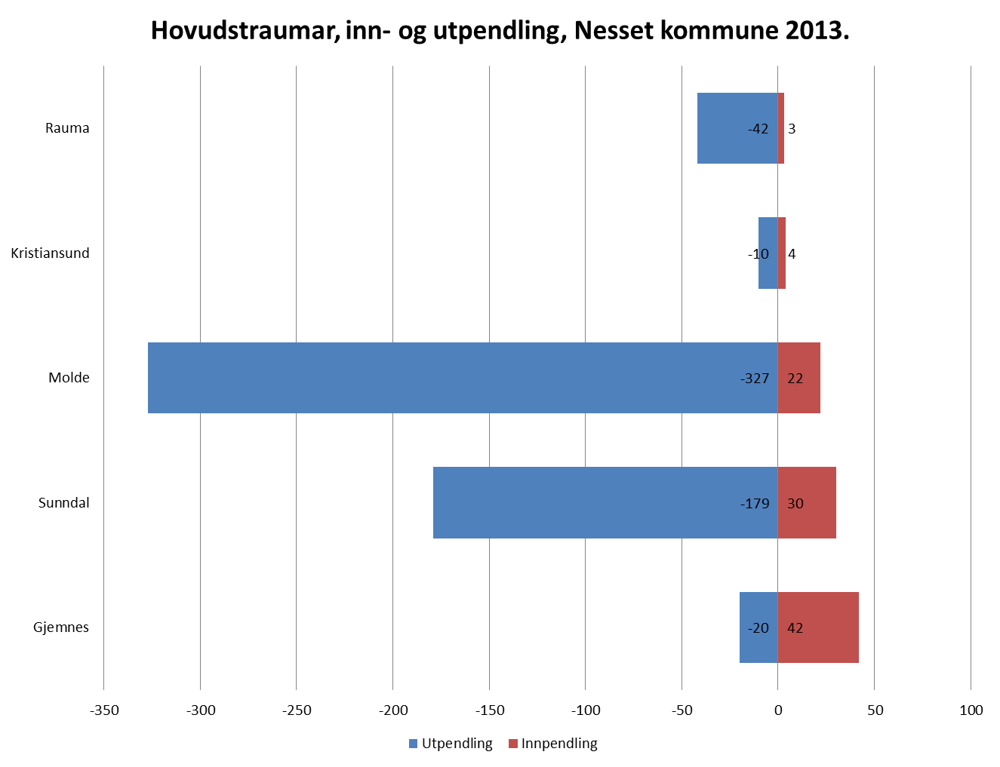 Hovudstraumar, inn- og utpendling, Nesset kommune 2013.
Rauma
-42 3
Kristiansund
-10 4
Molde
-327 22
Sunndal
-179 30
Gjemnes
-20 42
-350 -300 -250 -200 -150 -100 -50 0 50 100
Utpendling Innpendling